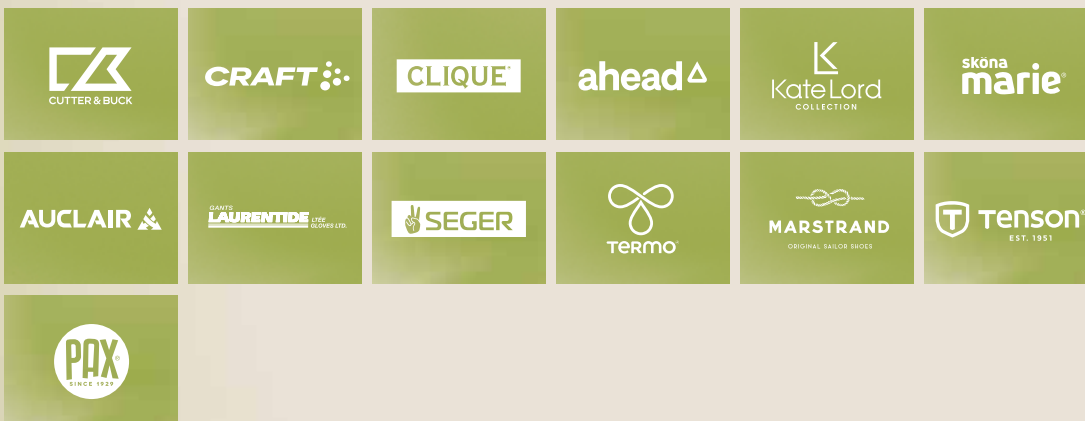 CUTTER & BUCK
CRAFT
CLIQUE
ahead
KL
Kate Lord
COLLECTION
sköna
marie®
AUCLAIR
GANTS
LAURENTIDE LTÉE
GLOVES LTD.
SEGER
TERMO®
MARSTRAND
ORIGINAL SAILOR SHOES
T TENSON®
EST. 1951
PAX®
SINCE 1929